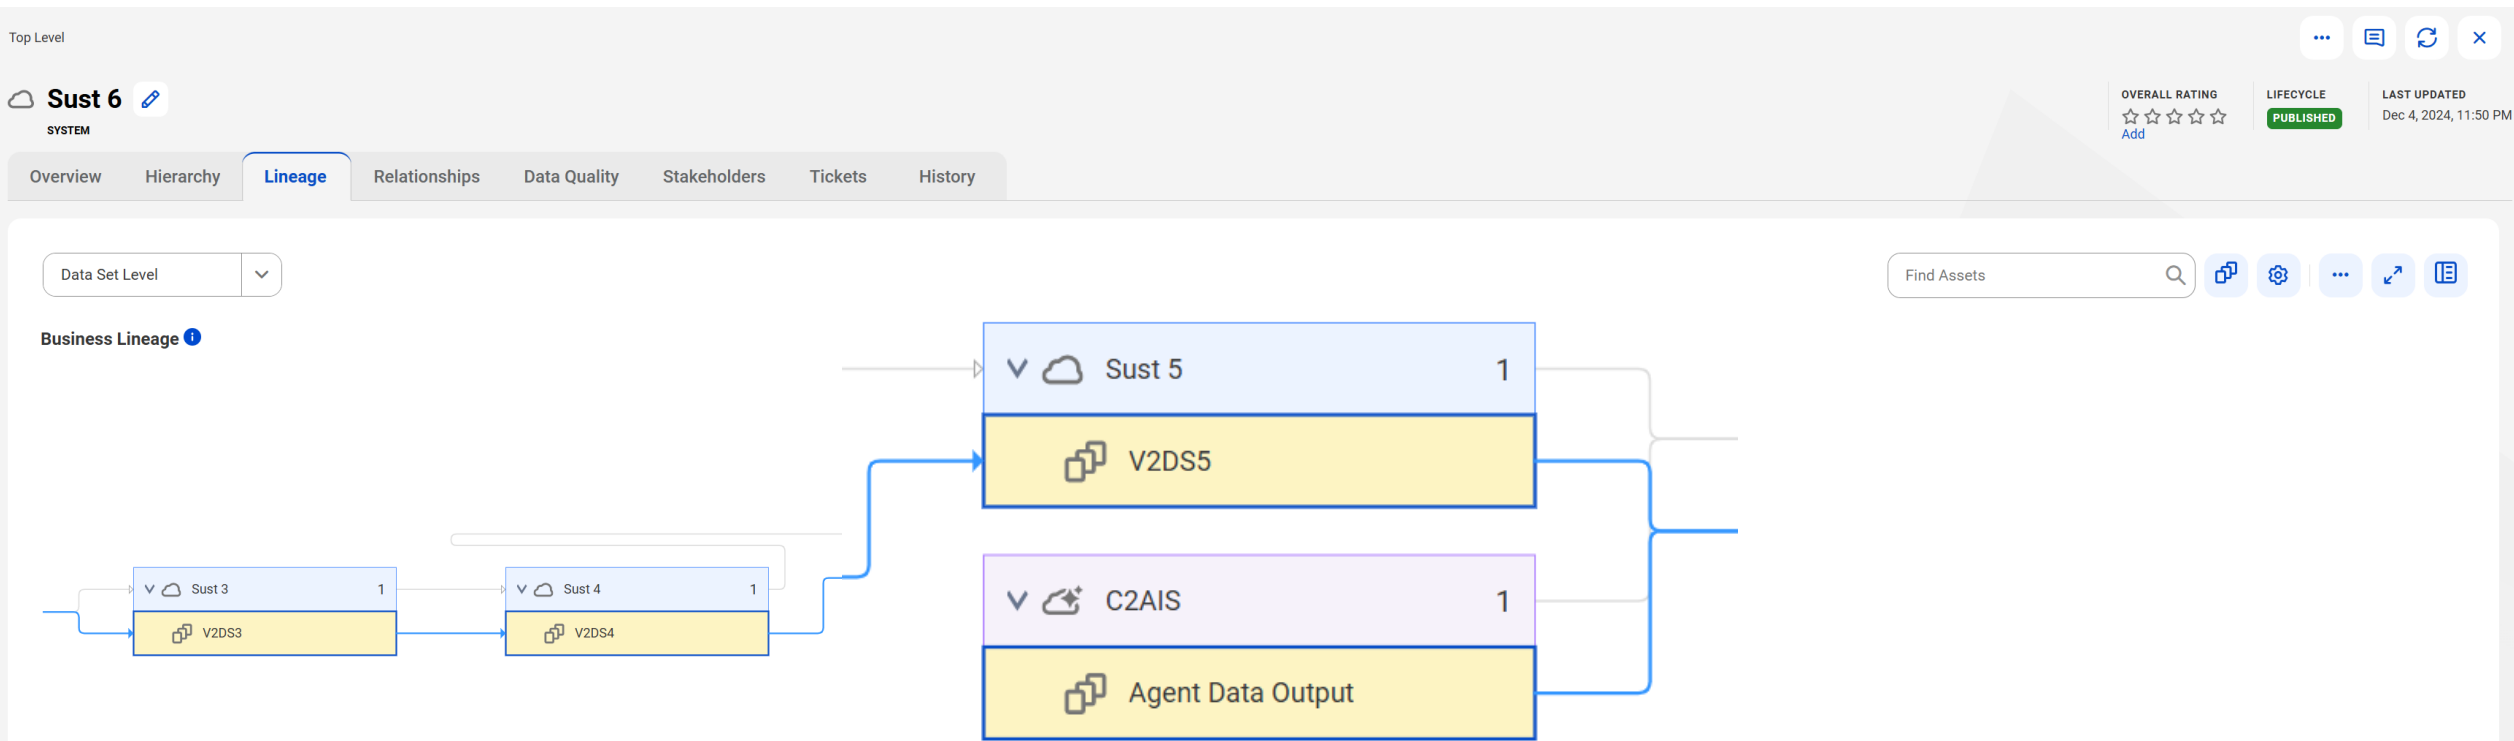 Top Level
Sust 6
SYSTEM
OVERALL RATING
Add
LIFECYCLE
PUBLISHED
LAST UPDATED
Dec 4, 2024, 11:50 PM
Overview Hierarchy Lineage Relationships Data Quality Stakeholders Tickets History
Data Set Level
Find Assets
Business Lineage
Sust 5 1
V2DS5
Sust 3 1
V2DS3
Sust 4 1
V2DS4
C2AIS 1
Agent Data Output